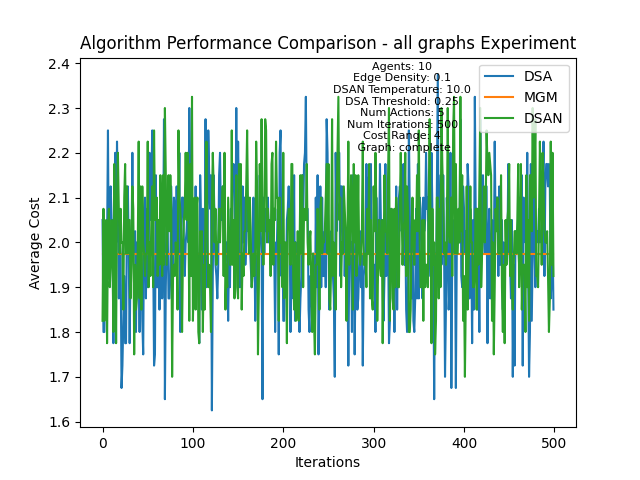 Algorithm Performance Comparison - all graphs Experiment
Agents: 10
Edge Density: 0.1
DSAN Temperature: 10.0
DSA Threshold: 0.25
Num Actions: 5
Num Iterations: 500
Cost Range: 4
Graph: complete
DSA
MGM
DSAN
2.4
2.3
2.2
2.1
2.0
1.9
1.8
1.7
1.6
Average Cost
0 100 200 300 400 500
Iterations